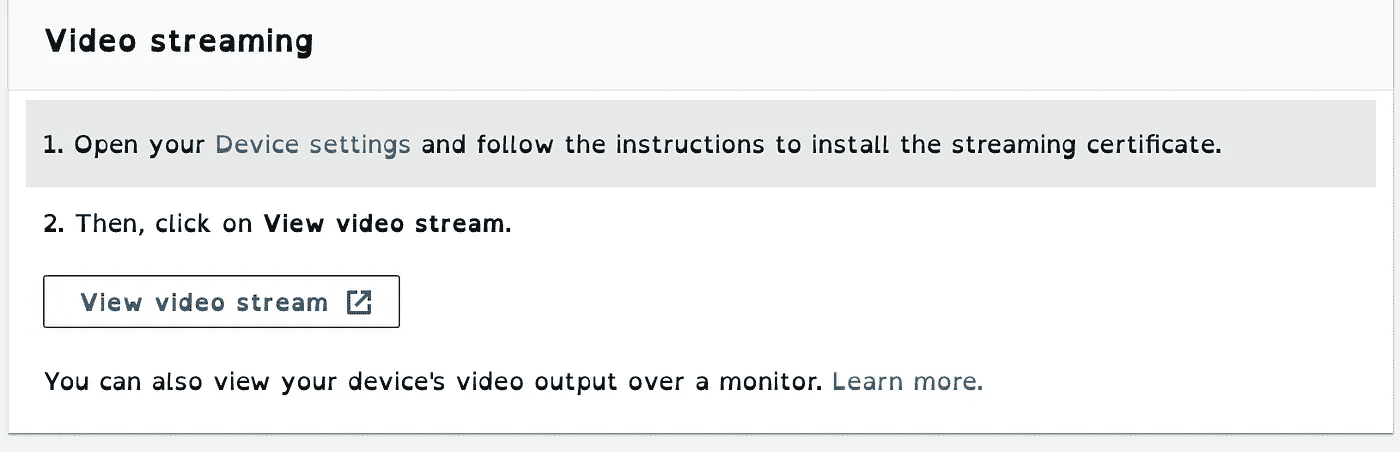 Video streaming
1. Open your Device settings and follow the instructions to install the streaming certificate.
2. Then, click on View video stream.
View video stream
You can also view your device's video output over a monitor. Learn more.